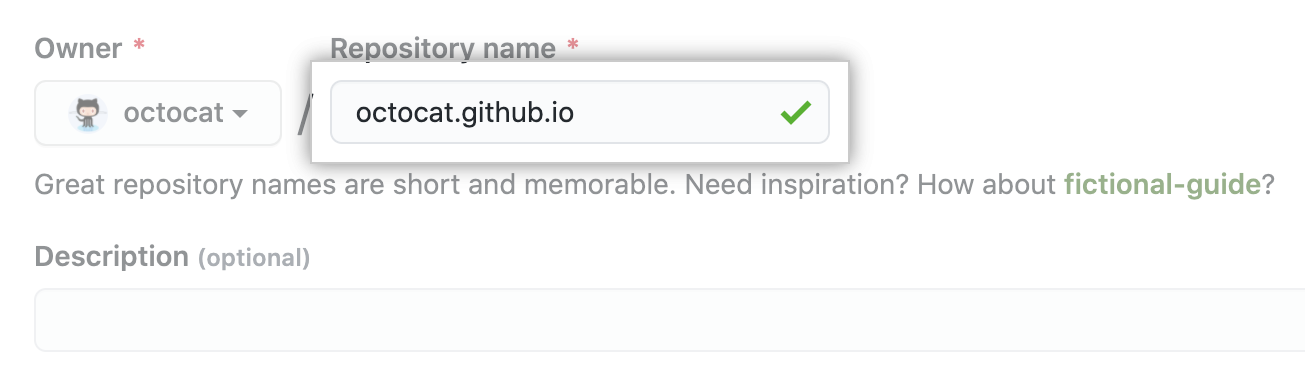 Owner *
Repository name *
octocat
/
octocat.github.io
Great repository names are short and memorable. Need inspiration? How about fictional-guide?
Description (optional)